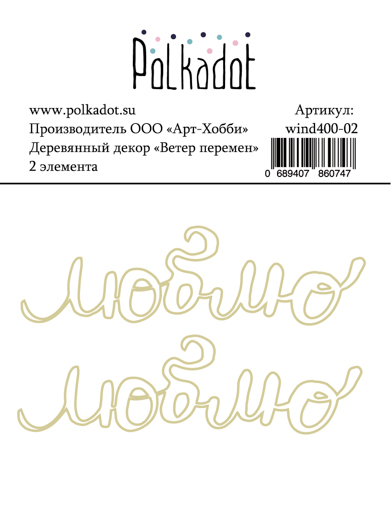 Polkadot
www.polkadot.su
Артикул:
Производитель ООО «Арт-Хобби»
wind400-02
Деревянный декор «Ветер перемен»
2 элемента
0 689407 860747
люблю
люблю